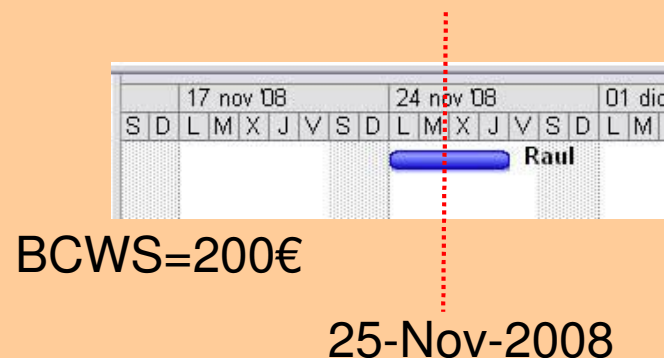 17 nov '08 24 nov '08 01 dic
S D L M X J V S D L M X J V S D L M
Raul
BCWS=200€
25-Nov-2008